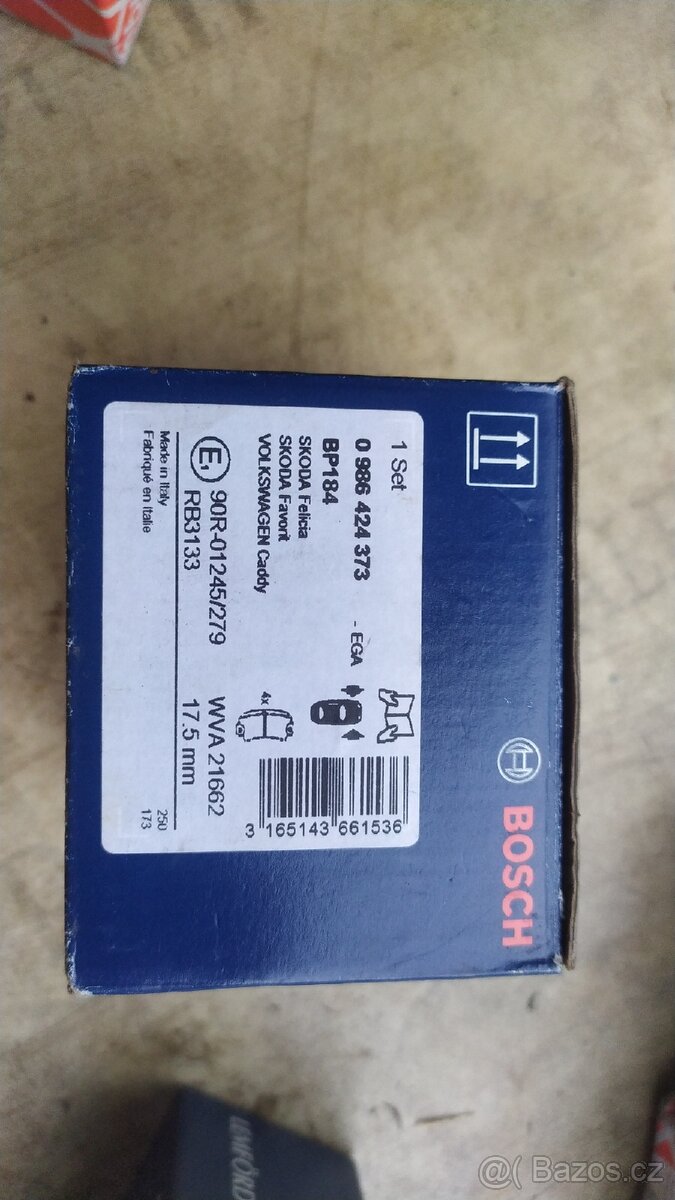 BOSCH
1 Set
0 986 424 373 - EGA
BP184
SKODA Felicia
SKODA Favorit
VOLKSWAGEN Caddy
4x
3 165143 661536
E1 90R-01245/279 WVA 21662
RB3133 17.5 mm
Made in Italy
Fabriqué en Italie
250
173
LEMFÖRD
@ Bazos.cz